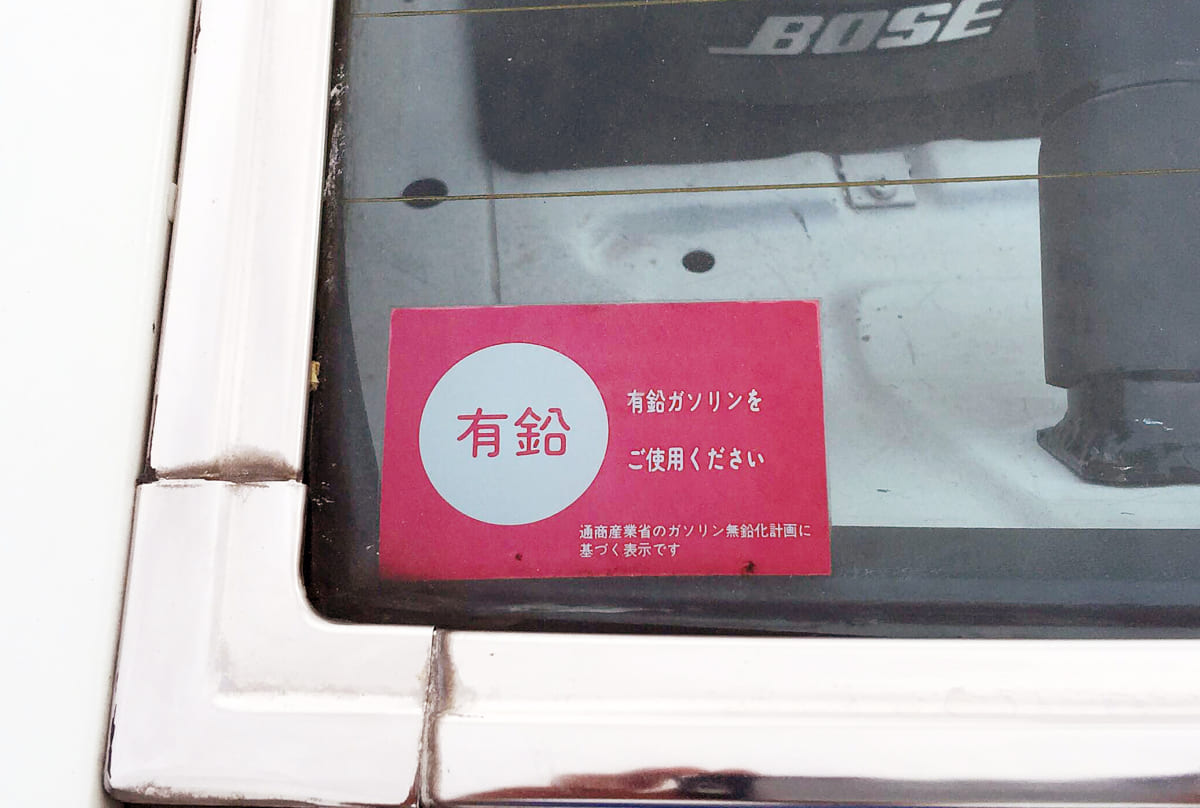 BOSE
有鉛
有鉛ガソリンを
ご使用ください
通商産業省のガソリン無鉛化計画に
基づく表示です